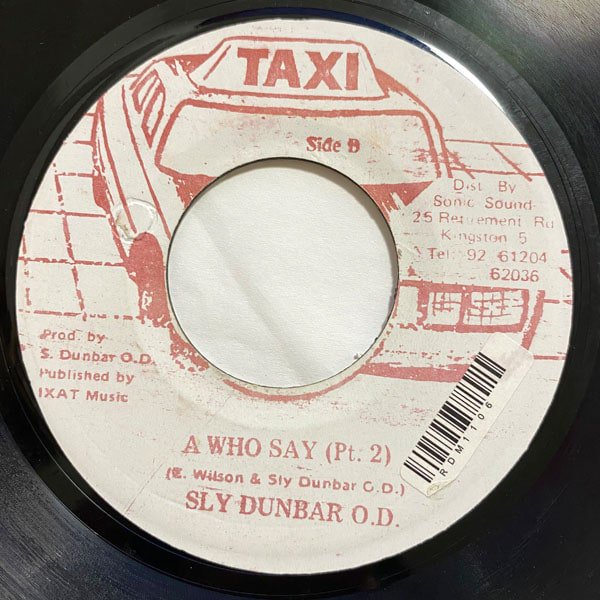 TAXI
Side B
Dist By
Sonic Sound
25 Retirement Rd
Kingston 5
Tel: 92 61204
62036
Prod. by
S. Dunbar O.D.
Published by
IXAT Music
RDM1106
A WHO SAY (Pt. 2)
(E. Wilson & Sly Dunbar O.D.)
SLY DUNBAR O.D.